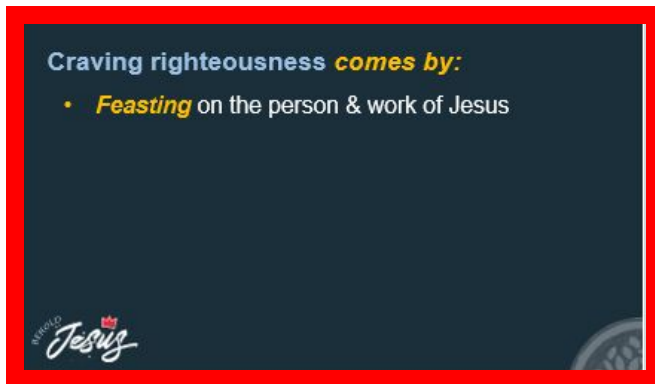 Craving righteousness comes by:
• Feasting on the person & work of Jesus
BEHOLD
Jesus